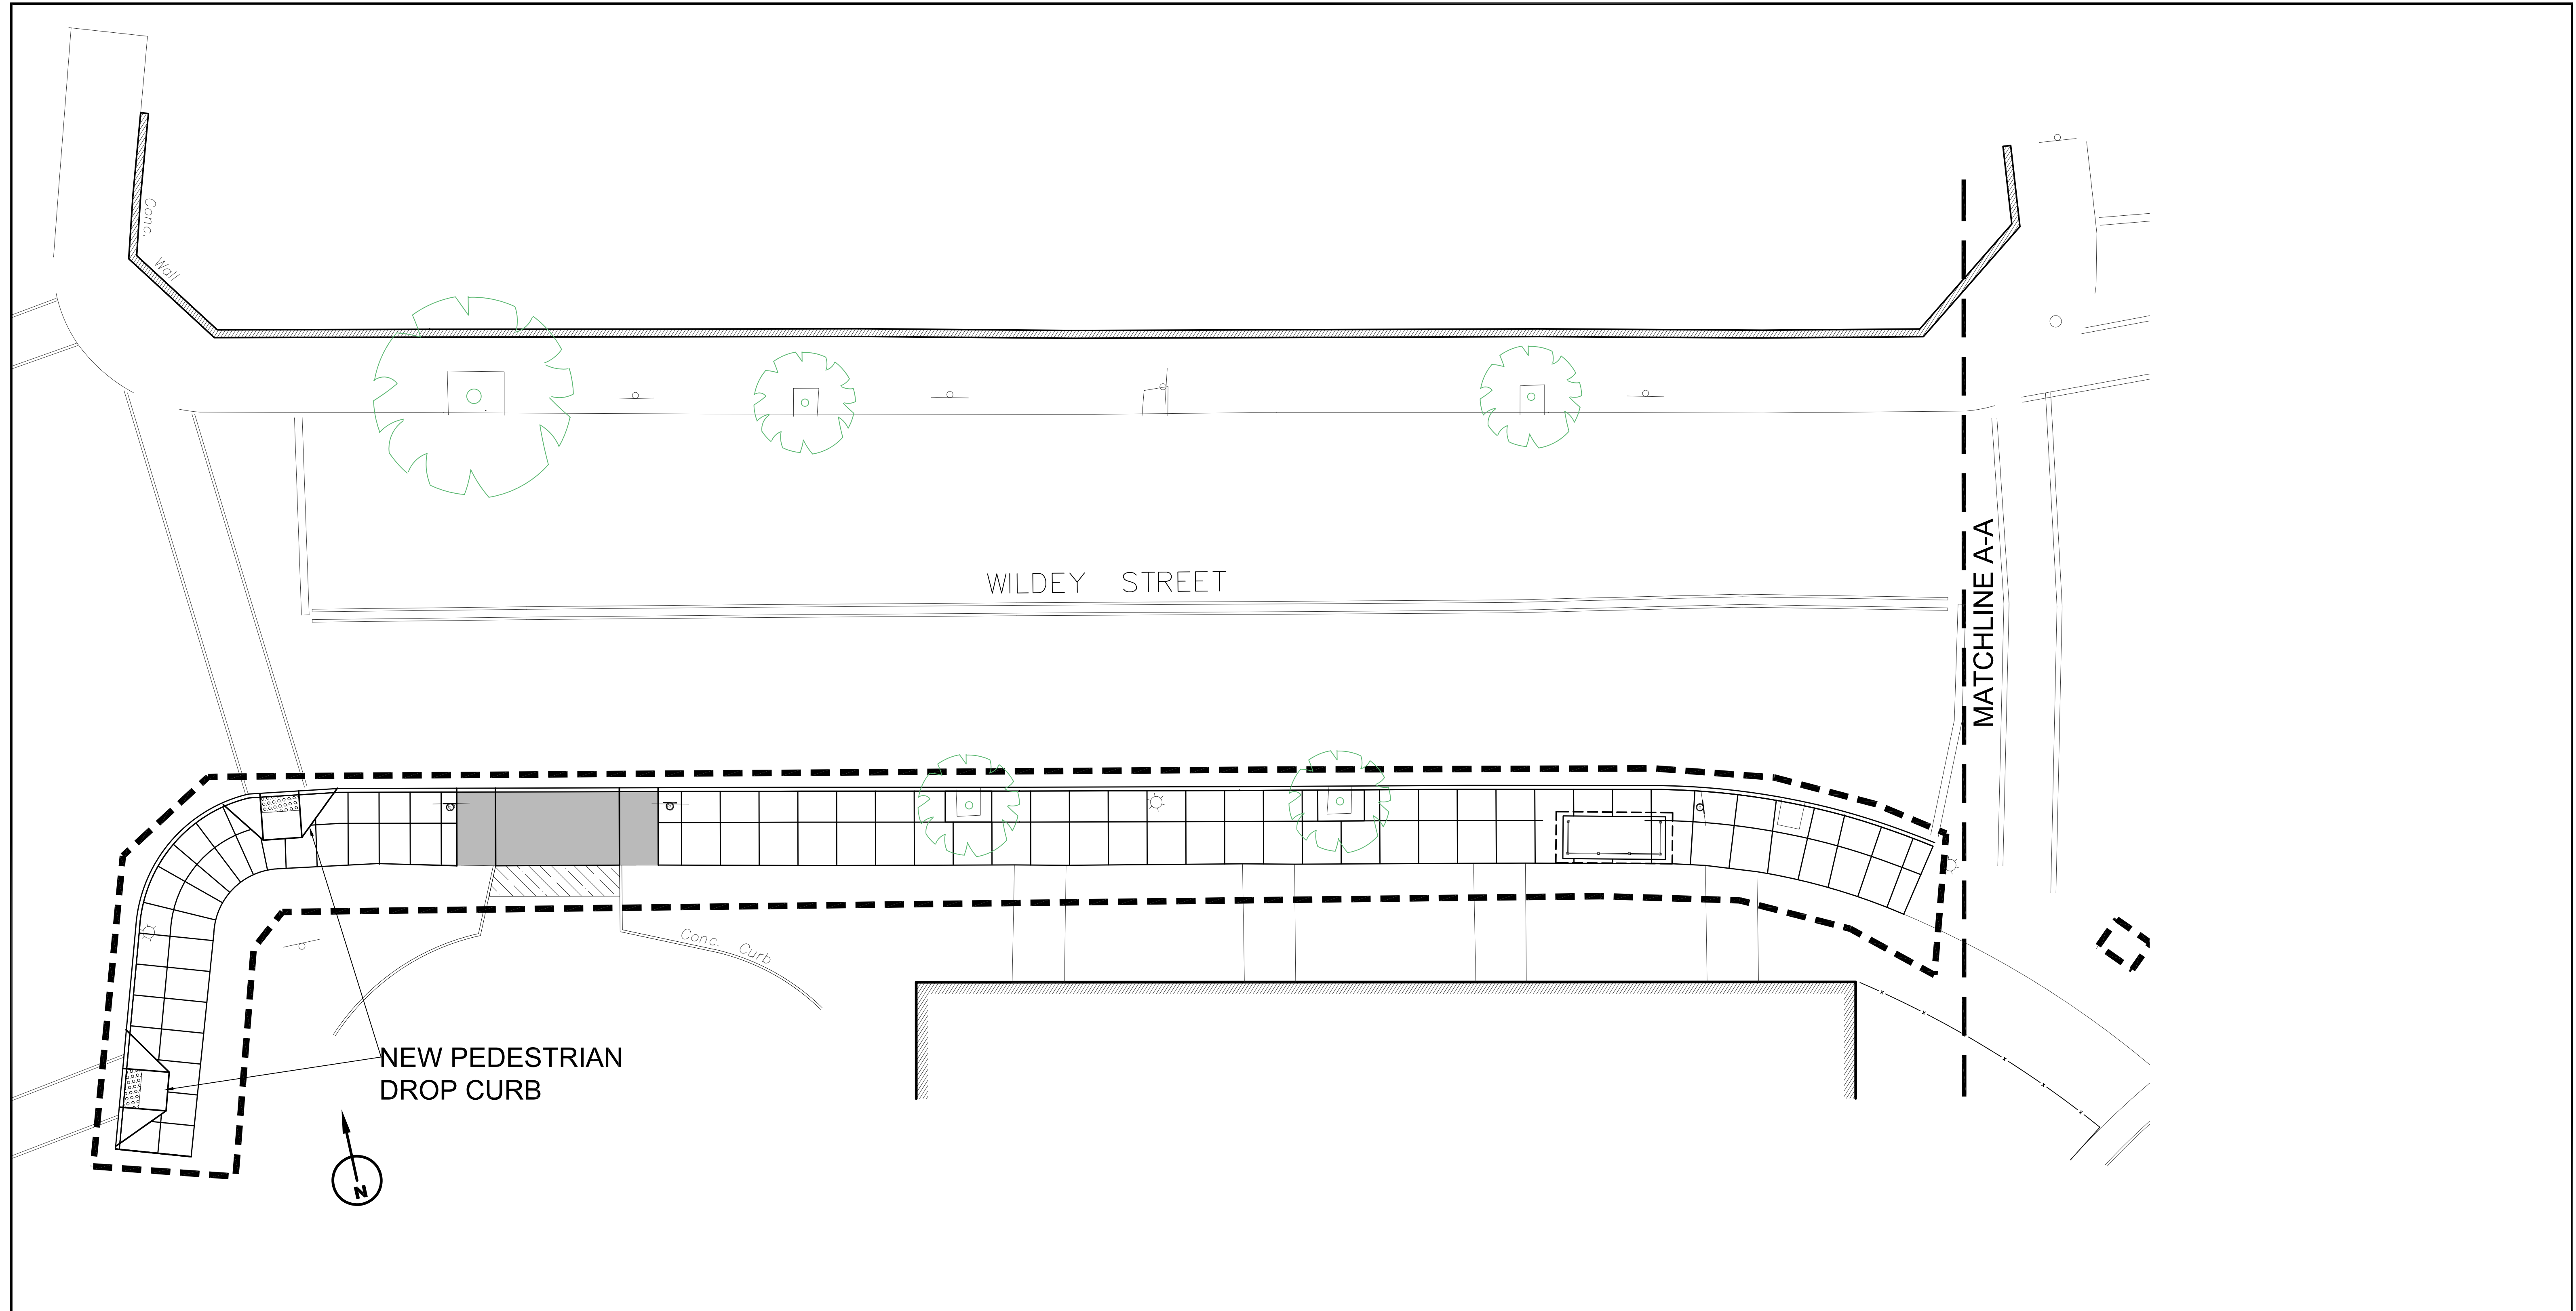 Conc.
Wall
WILDEY STREET
MATCHLINE A-A
Conc. Curb
NEW PEDESTRIAN
DROP CURB
N